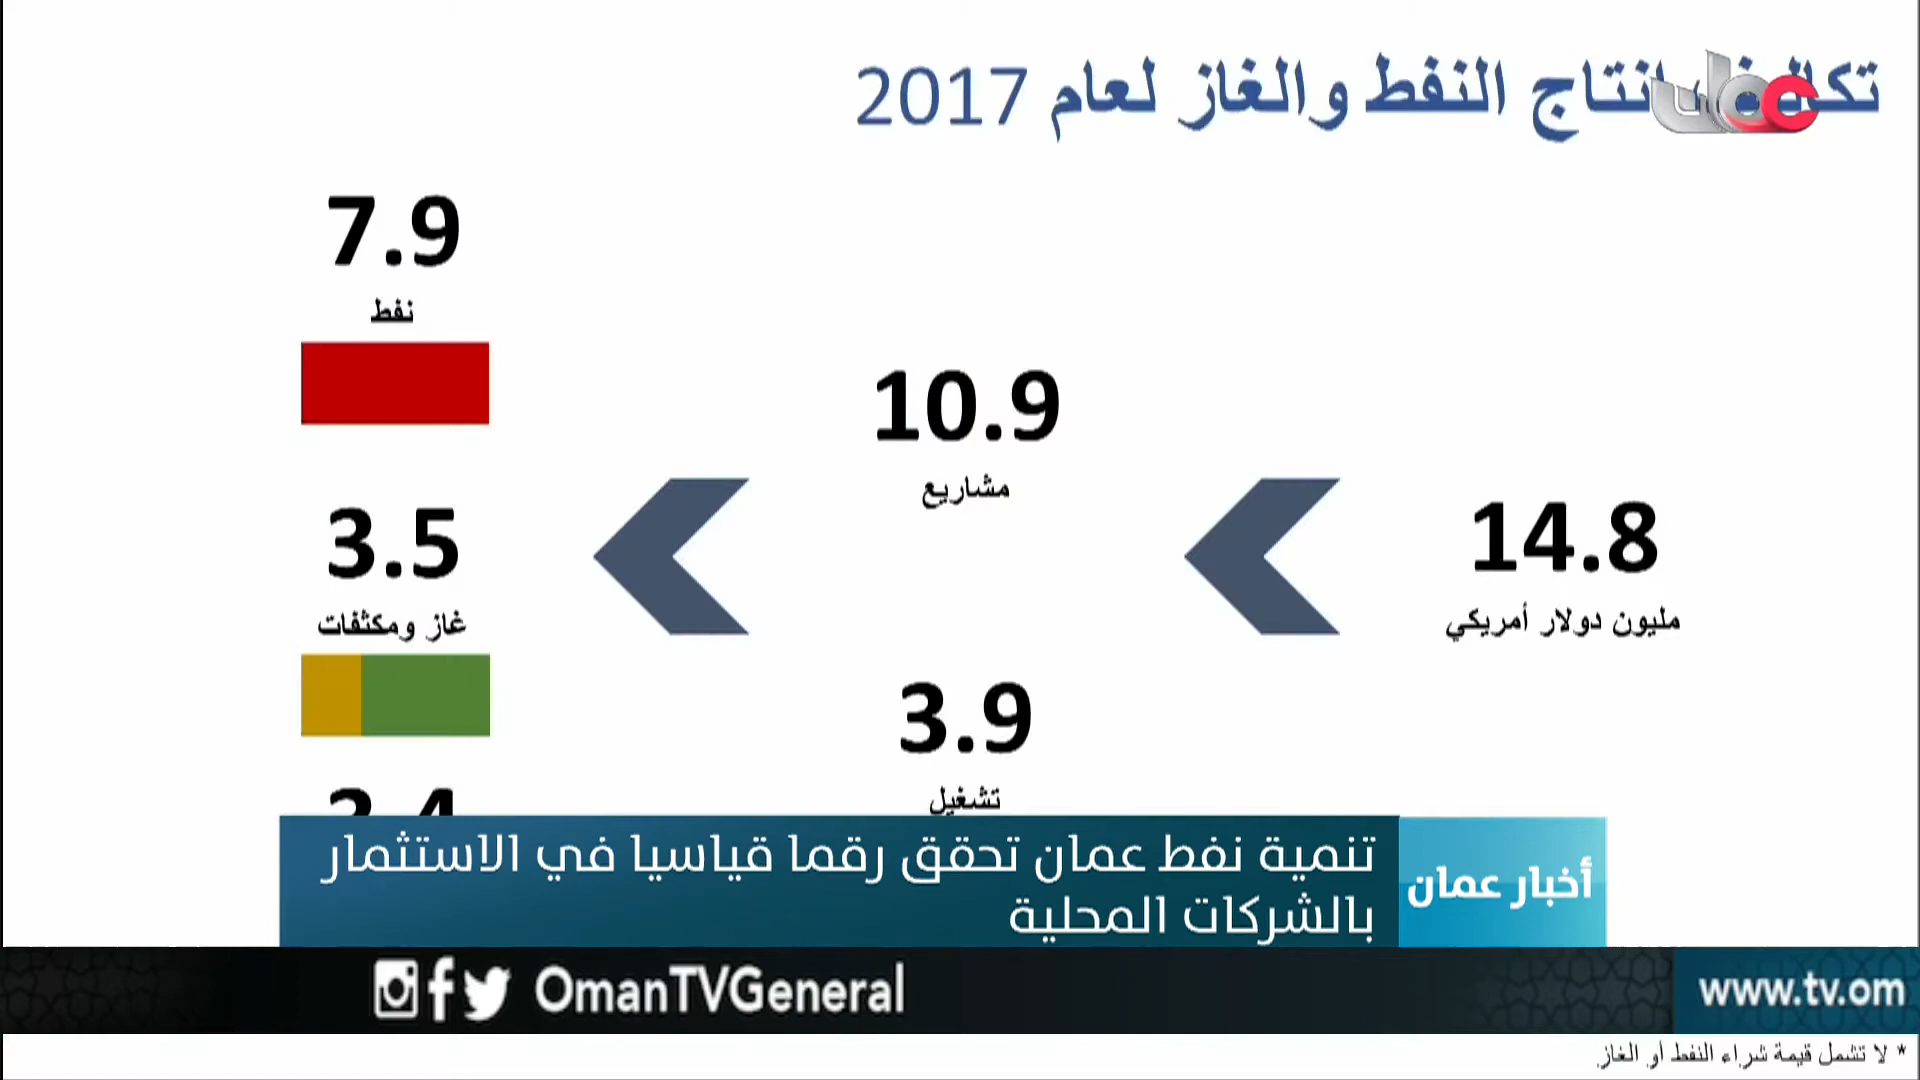 انتاج النفط والغاز لعام 2017
7.9
نفط
10.9
مشاريع
14.8
مليون دولار أمريكي
3.5
غاز ومكثفات
3.9
تشغيل
أخبار عمان
تنمية نفط عمان تحقق رقما قياسيا في الاستثمار
بالشركات المحلية
OmanTVGeneral
www.tv.om
* لا تشمل قيمة شراء النفط أو الغاز.